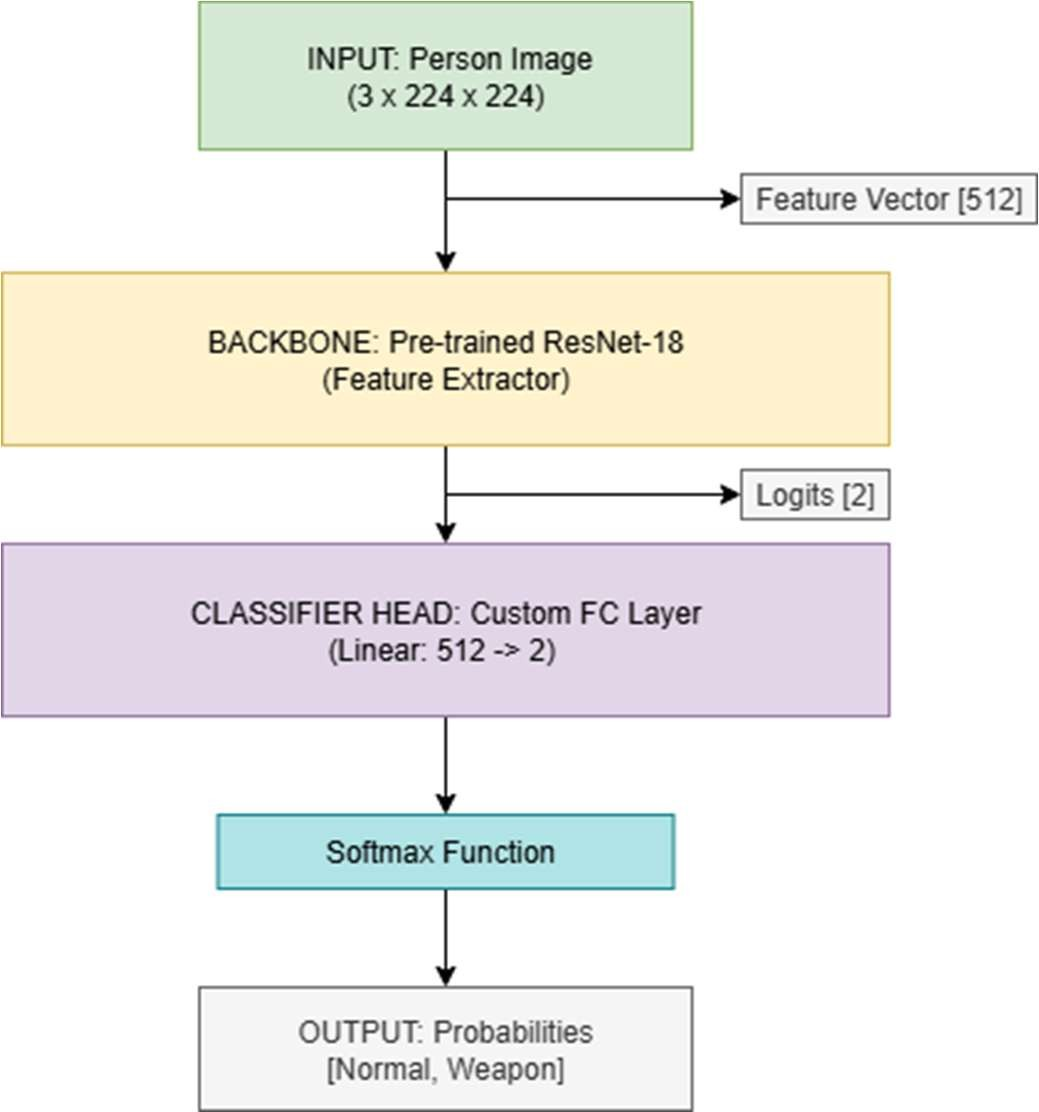 INPUT: Person Image
(3 x 224 x 224)
Feature Vector [512]
BACKBONE: Pre-trained ResNet-18
(Feature Extractor)
Logits [2]
CLASSIFIER HEAD: Custom FC Layer
(Linear: 512 -> 2)
Softmax Function
OUTPUT: Probabilities
[Normal, Weapon]